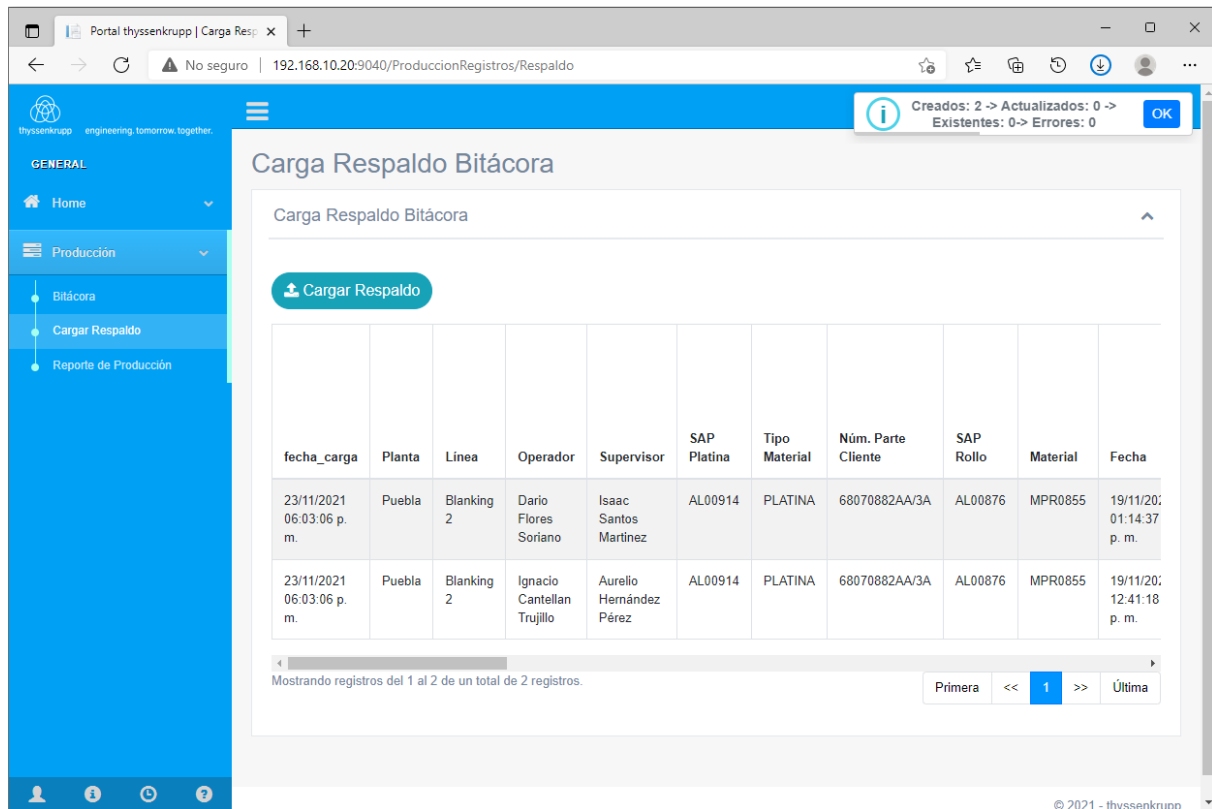 Portal thyssenkrupp | Carga Resp
No seguro | 192.168.10.20:9040/ProduccionRegistros/Respaldo
thyssenkrupp engineering.tomorrow.together.
Creados: 2 -> Actualizados: 0 ->
Existentes: 0-> Errores: 0
OK
GENERAL
Home
Producción
Bitácora
Cargar Respaldo
Reporte de Producción
Carga Respaldo Bitácora
Carga Respaldo Bitácora
Cargar Respaldo
fecha_carga Planta Línea Operador Supervisor SAP Platina Tipo Material Núm. Parte Cliente SAP Rollo Material Fecha
23/11/2021 Puebla Blanking Dario Isaac AL00914 PLATINA 68070882AA/3A AL00876 MPR0855 19/11/202
06:03:06 p. 2 Flores Santos 01:14:37
m. Soriano Martinez p. m.
23/11/2021 Puebla Blanking Ignacio Aurelio AL00914 PLATINA 68070882AA/3A AL00876 MPR0855 19/11/202
06:03:06 p. 2 Cantellan Hernández 12:41:18
m. Trujillo Pérez p. m.
Mostrando registros del 1 al 2 de un total de 2 registros.
Primera << 1 >> Última
© 2021 - thyssenkrupp